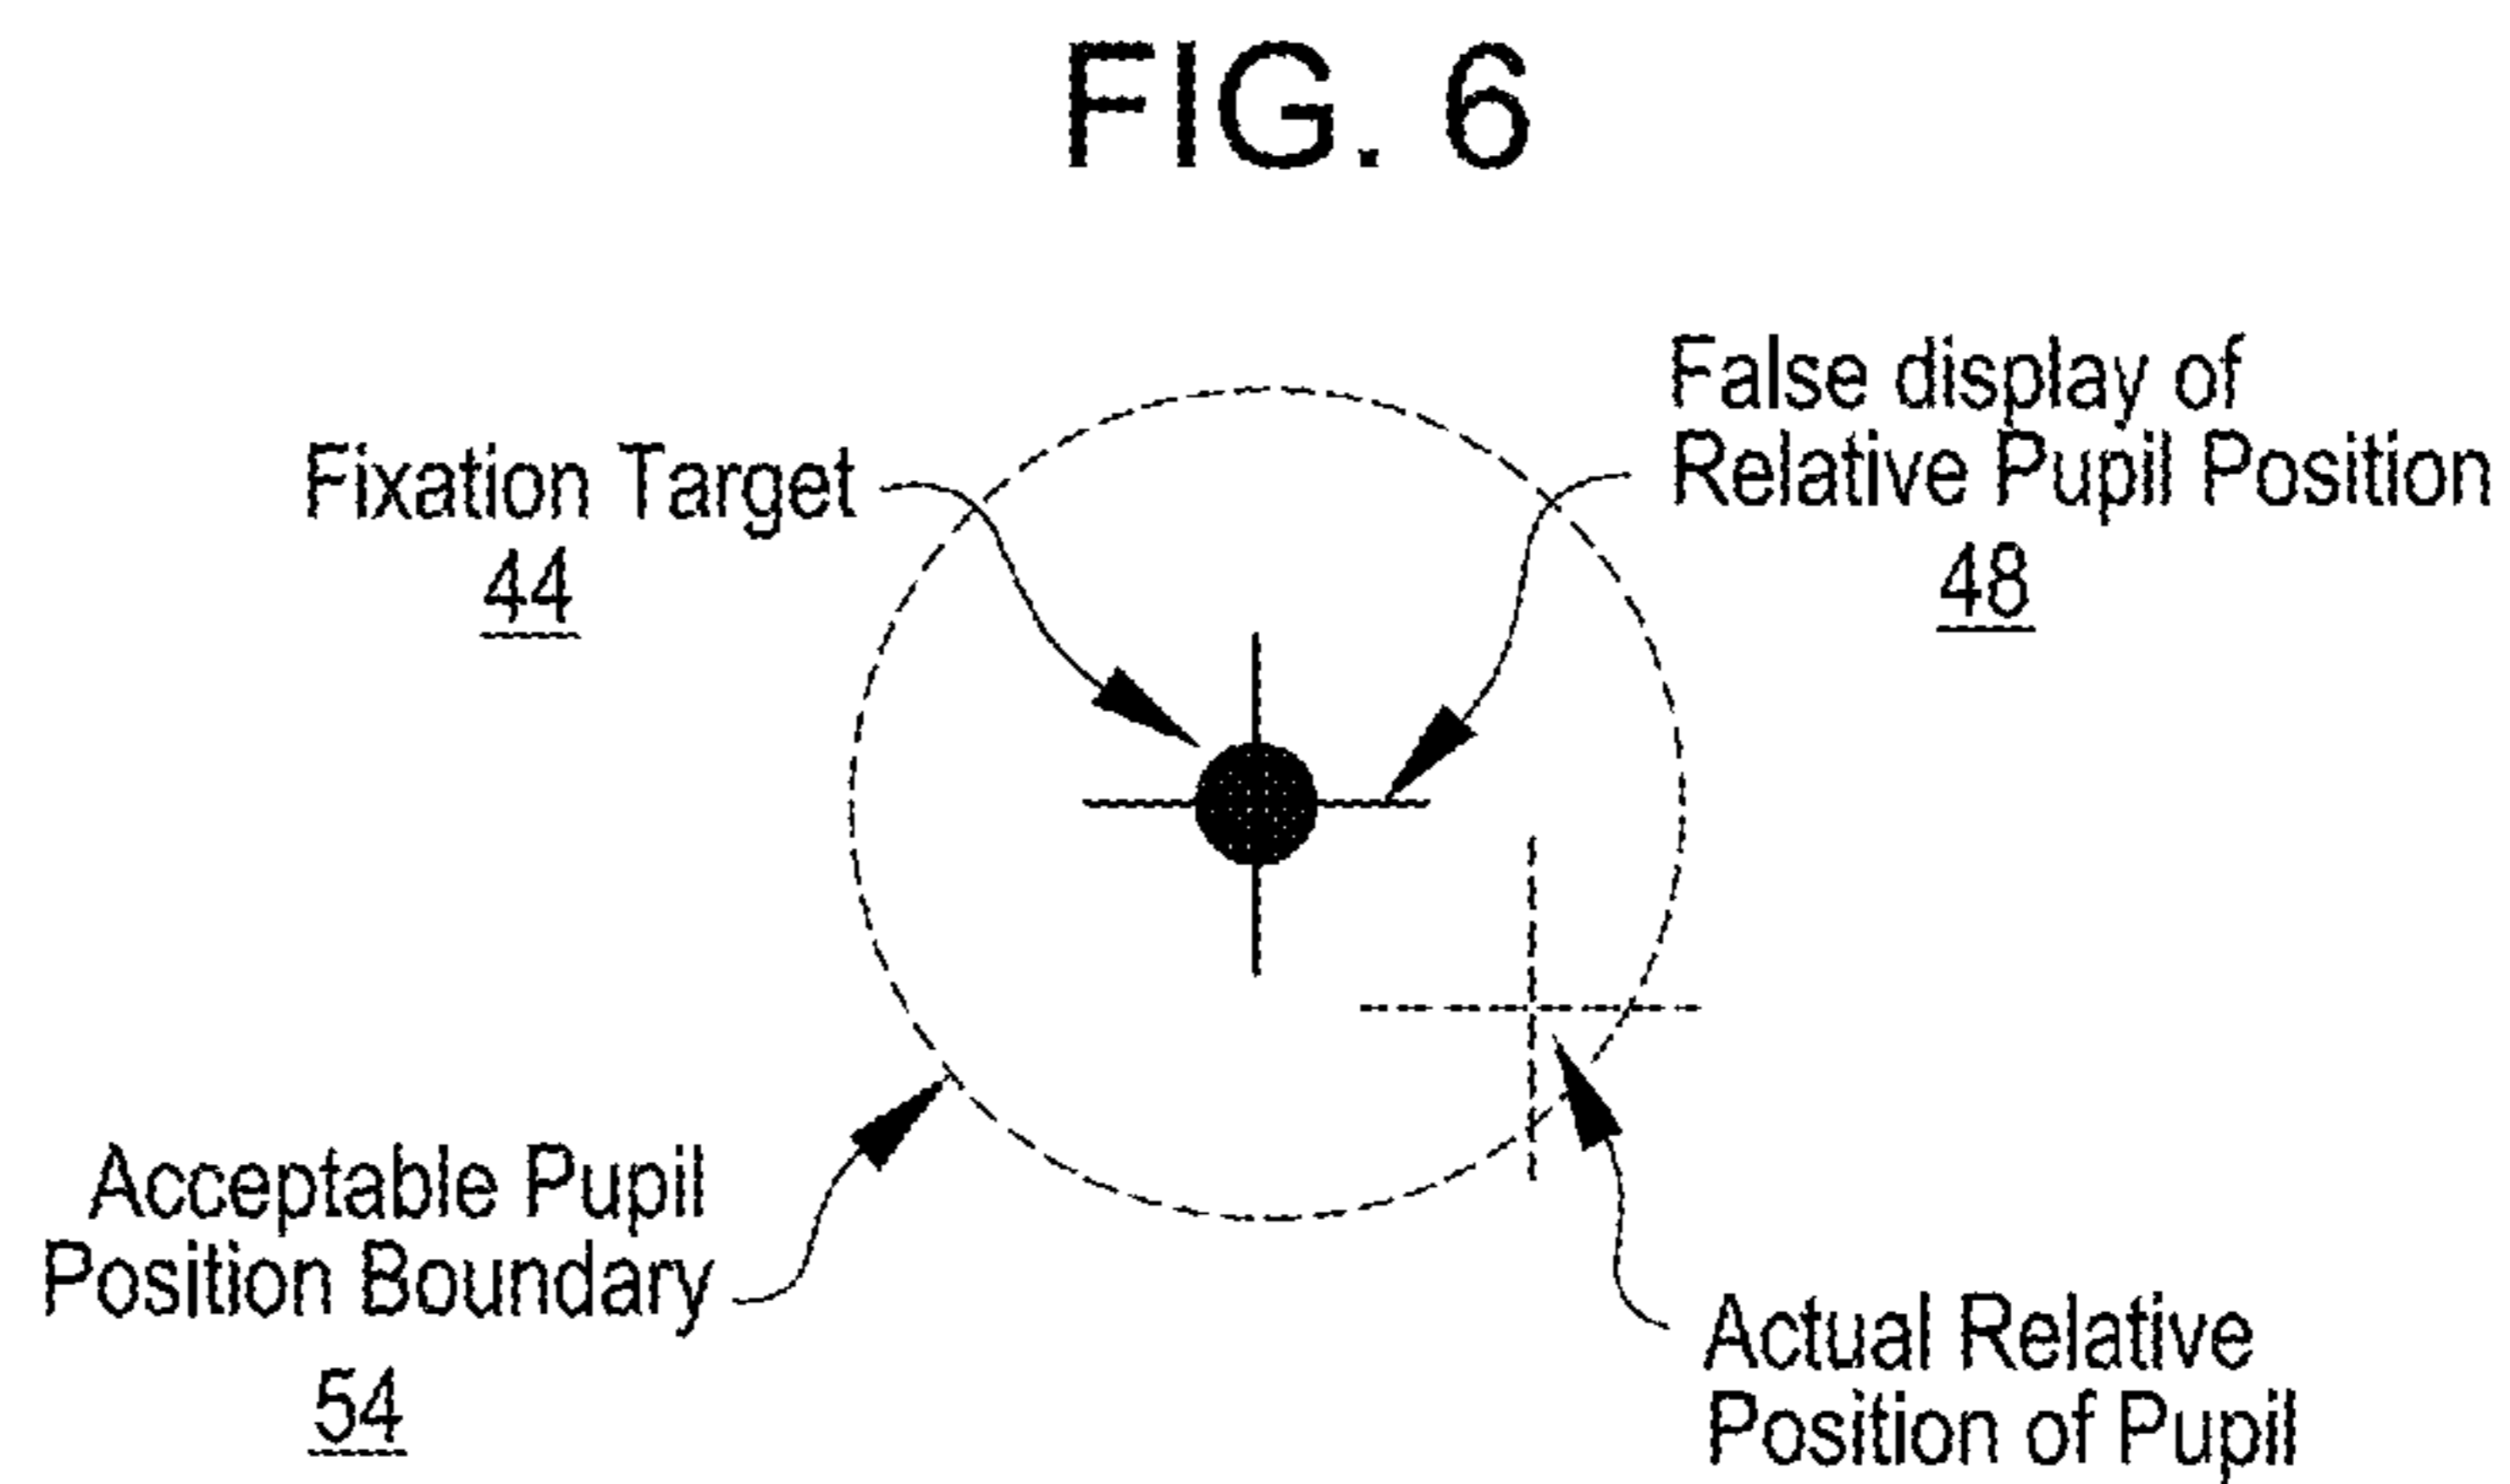 FIG. 6
Fixation Target
44
False display of
Relative Pupil Position
48
Acceptable Pupil
Position Boundary
54
Actual Relative
Position of Pupil